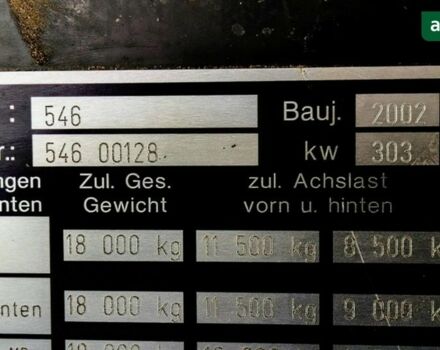 : 546 Bauj. 2002
r.: 546 00128 kw 303
ngen Zul. Ges. zul. Achslast
nten Gewicht vorn u. hinten
18 000 kg 11 500 kg 8 500 k
nten 18 000 kg 11 500 kg 9 000 k